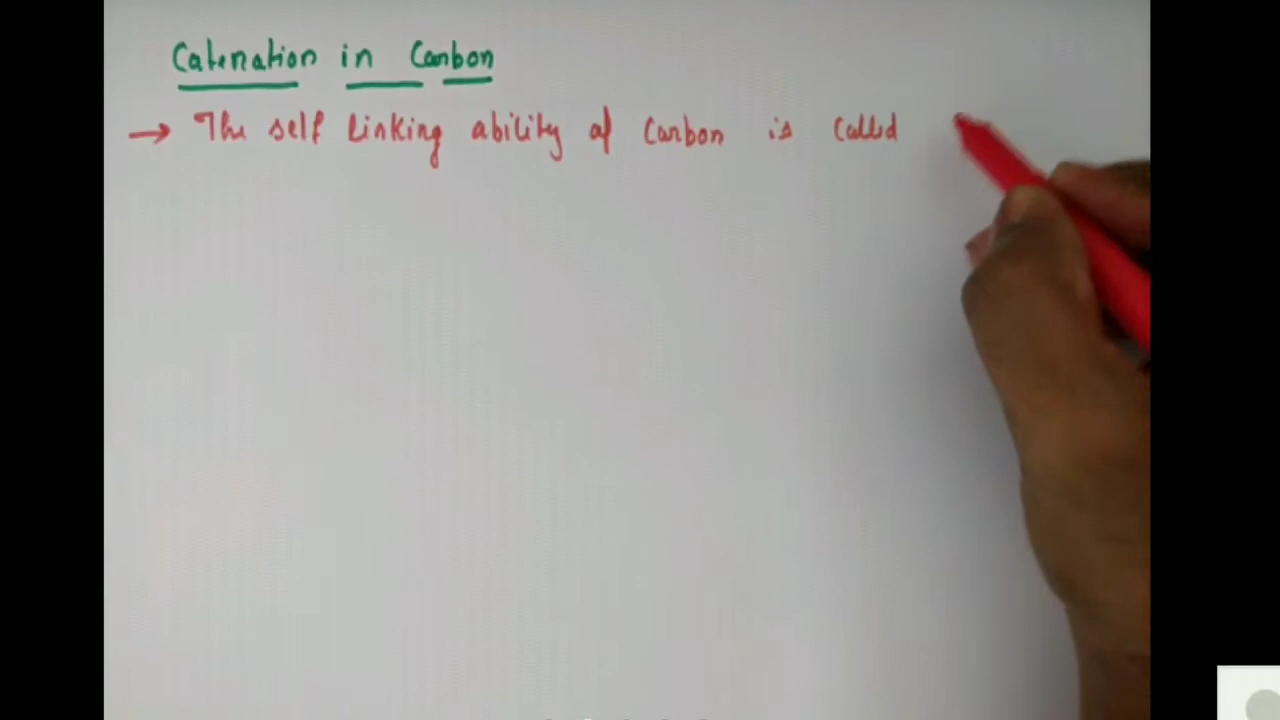 Catenation in Carbon
→ The self linking ability of Carbon is called